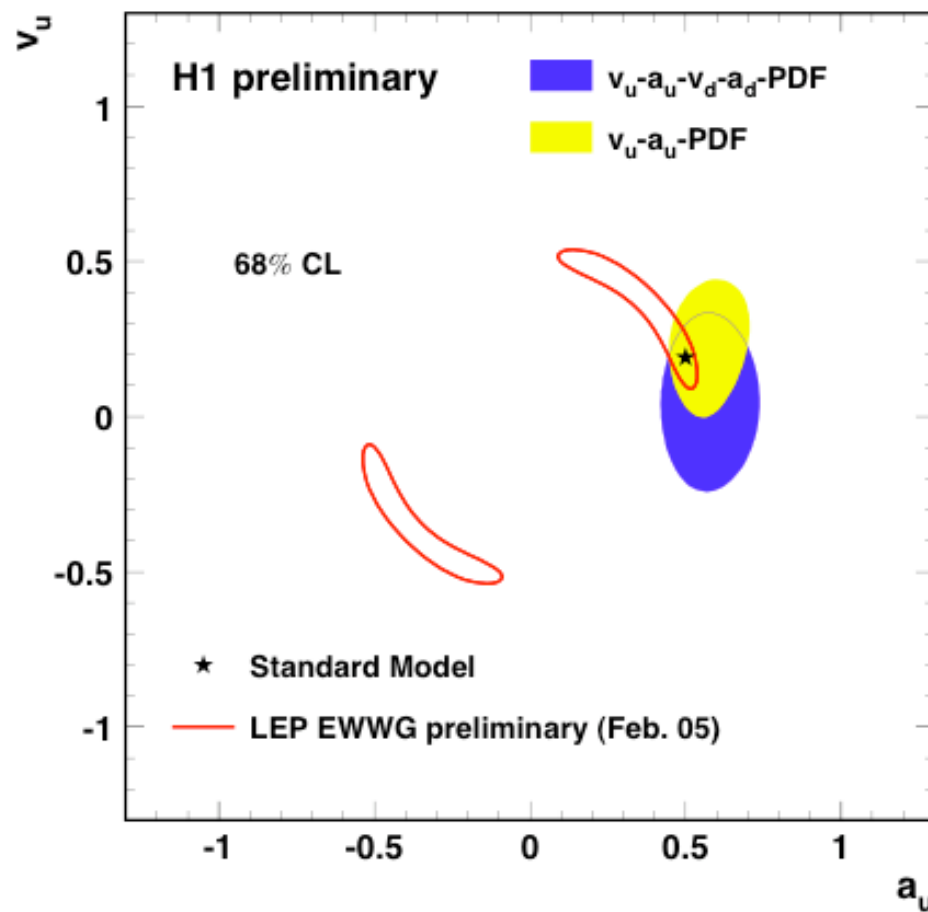 v_u
H1 preliminary
v_u-a_u-v_d-a_d-PDF
v_u-a_u-PDF
1
68% CL
0.5
0
-0.5
Standard Model
LEP EWWG preliminary (Feb. 05)
-1
-1 -0.5 0 0.5 1
a_u